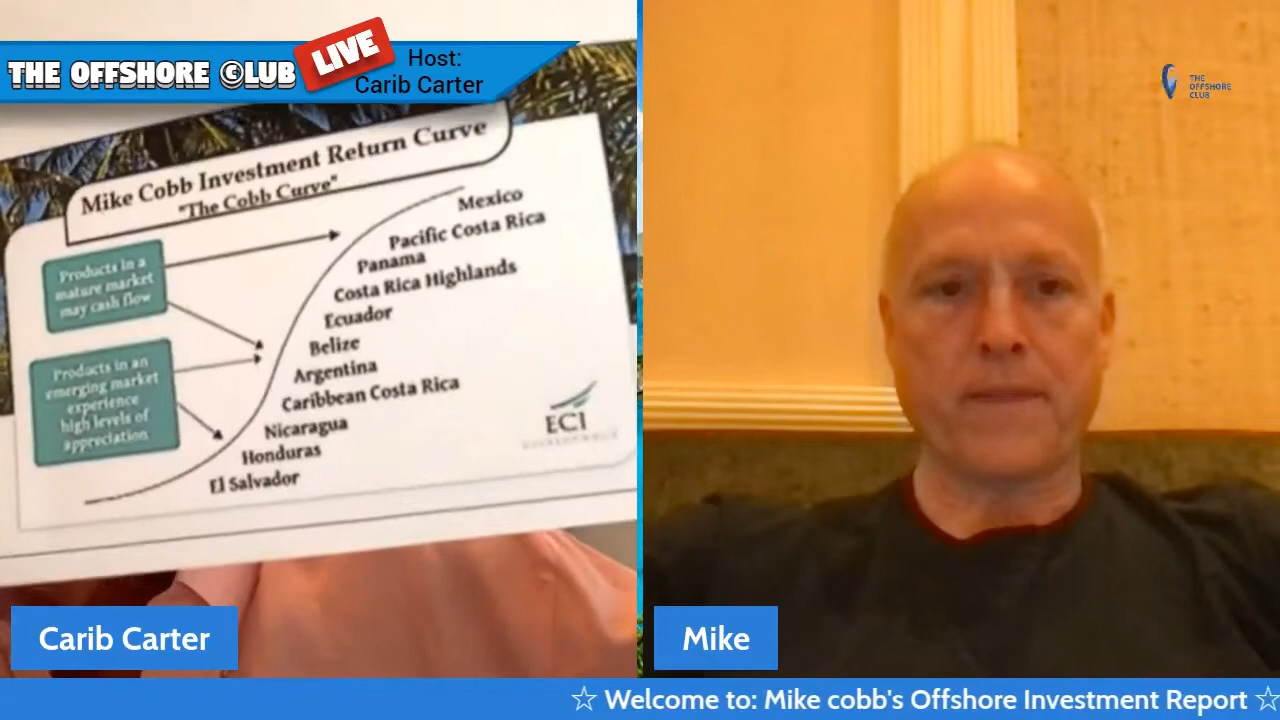 THE OFFSHORE ©LUB
LIVE
Host:
Carib Carter
Mike Cobb Investment Return Curve
"The Cobb Curve"
Products in a
mature market
may cash flow
Products in an
emerging market
experience
high levels of
appreciation
Mexico
Pacific Costa Rica
Panama
Costa Rica Highlands
Ecuador
Belize
Argentina
Caribbean Costa Rica
Nicaragua
Honduras
El Salvador
ECI
THE
OFFSHORE
CLUB
Carib Carter
Mike
☆ Welcome to: Mike cobb's Offshore Investment Report ☆